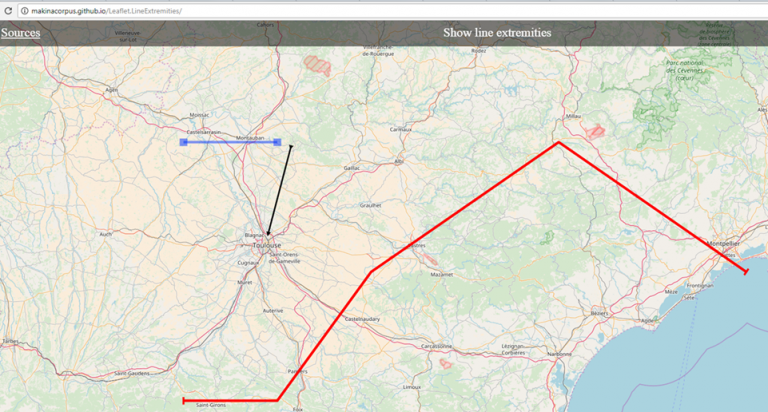 makinacorpus.github.io/Leaflet.LineExtremities/
Sources
Show line extremities
Cahors
Villeneuve-
sur-Lot
Villefranche-
de-Rouergue
Rodez
Parc national
des Cévennes
(cœur)
Agen
Moissac
Castelsarrasin
Montauban
Millau
Carmaux
Albi
Gaillac
Graulhet
Auch
Blagnac
Toulouse
Saint-Orens
de-Gameville
Cugnaux
Muret
Mazamet
Montpellier
Frontignan
Mèze
Sète
Auterive
Castelnaudary
Béziers
Agde
Tarbes
Carcassonne
Lézignan-
Corbières
Narbonne
Saint-Gaudens
Pamiers
Limoux
Saint-Girons
Foix